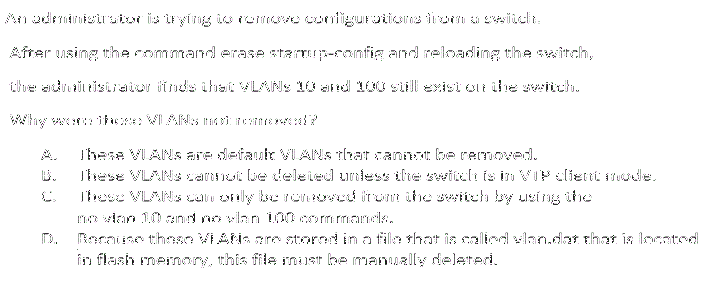 An administrator is trying to remove configurations from a switch.
After using the command erase startup-config and reloading the switch,
the administrator finds that VLANs 10 and 100 still exist on the switch.
Why were these VLANs not removed?
A. These VLANs are default VLANs that cannot be removed.
B. These VLANs cannot be deleted unless the switch is in VTP client mode.
C. These VLANs can only be removed from the switch by using the
no vlan 10 and no vlan 100 commands.
D. Because these VLANs are stored in a file that is called vlan.dat that is located
in flash memory, this file must be manually deleted.